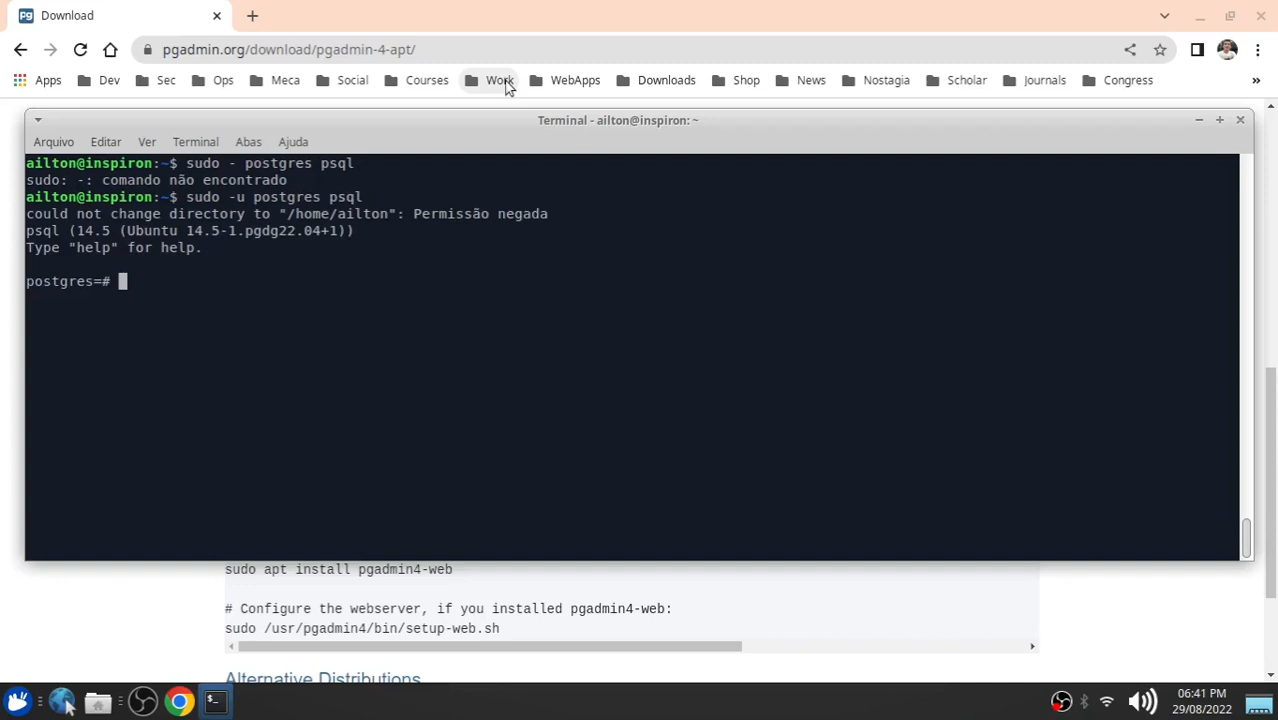 Download
pgadmin.org/download/pgadmin-4-apt/
Apps Dev Sec Ops Meca Social Courses Work WebApps Downloads Shop News Nostagia Scholar Journals Congress »
Terminal - ailton@inspiron: ~
Arquivo Editar Ver Terminal Abas Ajuda
ailton@inspiron:~$ sudo - postgres psql
sudo: -: comando não encontrado
ailton@inspiron:~$ sudo -u postgres psql
could not change directory to "/home/ailton": Permissão negada
psql (14.5 (Ubuntu 14.5-1.pgdg22.04+1))
Type "help" for help.
postgres=#
sudo apt install pgadmin4-web
# Configure the webserver, if you installed pgadmin4-web:
sudo /usr/pgadmin4/bin/setup-web.sh
Alternative Distributions
06:41 PM
29/08/2022